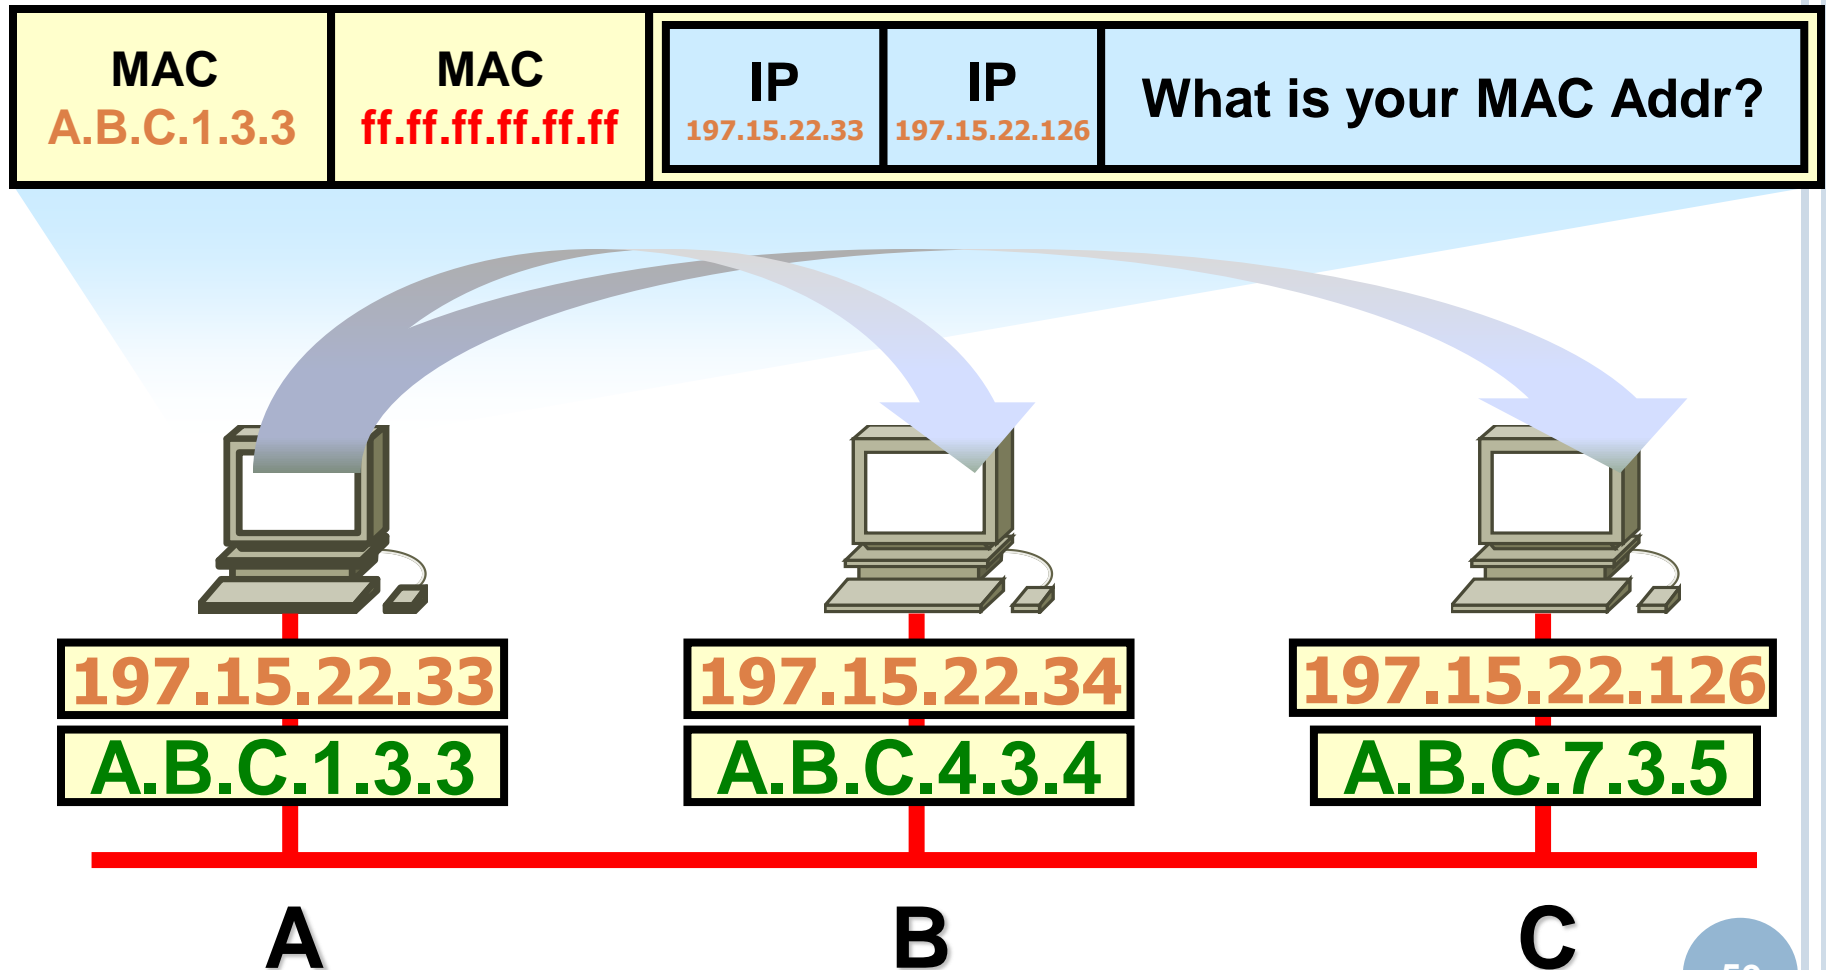 MAC
A.B.C.1.3.3
MAC
ff.ff.ff.ff.ff.ff
IP
197.15.22.33
IP
197.15.22.126
What is your MAC Addr?
197.15.22.33
A.B.C.1.3.3
197.15.22.34
A.B.C.4.3.4
197.15.22.126
A.B.C.7.3.5
A
B
C